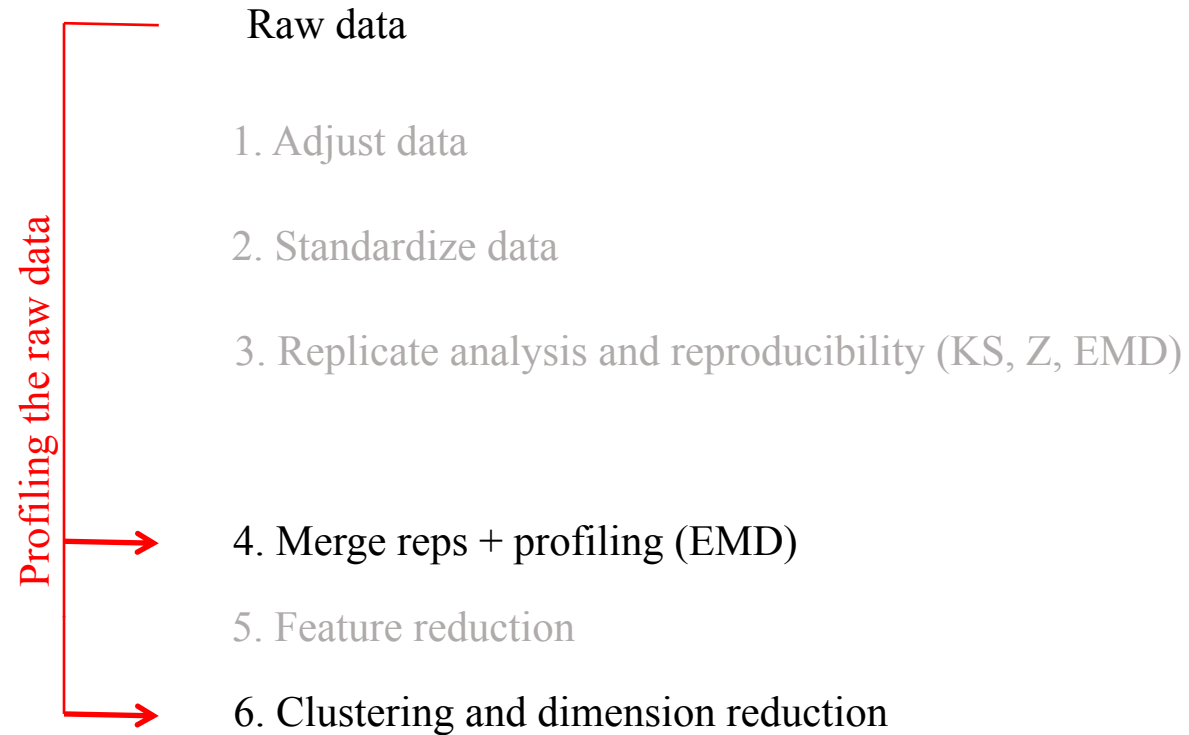 Raw data
1. Adjust data
2. Standardize data
3. Replicate analysis and reproducibility (KS, Z, EMD)
Profiling the raw data
4. Merge reps + profiling (EMD)
5. Feature reduction
6. Clustering and dimension reduction